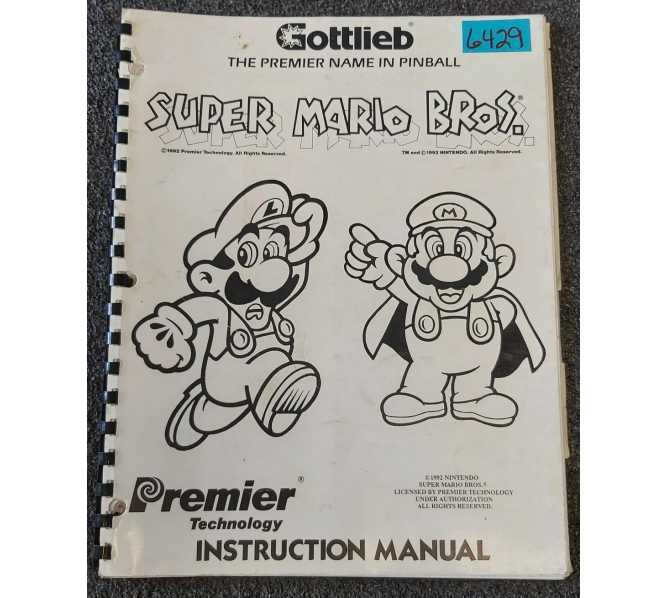 Gottlieb®
6429
THE PREMIER NAME IN PINBALL
SUPER MARIO BROS.®
©1992 Premier Technology. All Rights Reserved.
TM and ©1992 NINTENDO. All Rights Reserved.
L
M
©1992 NINTENDO
SUPER MARIO BROS.®
LICENSED BY PREMIER TECHNOLOGY
UNDER AUTHORIZATION
ALL RIGHTS RESERVED.
Premier®
Technology
INSTRUCTION MANUAL